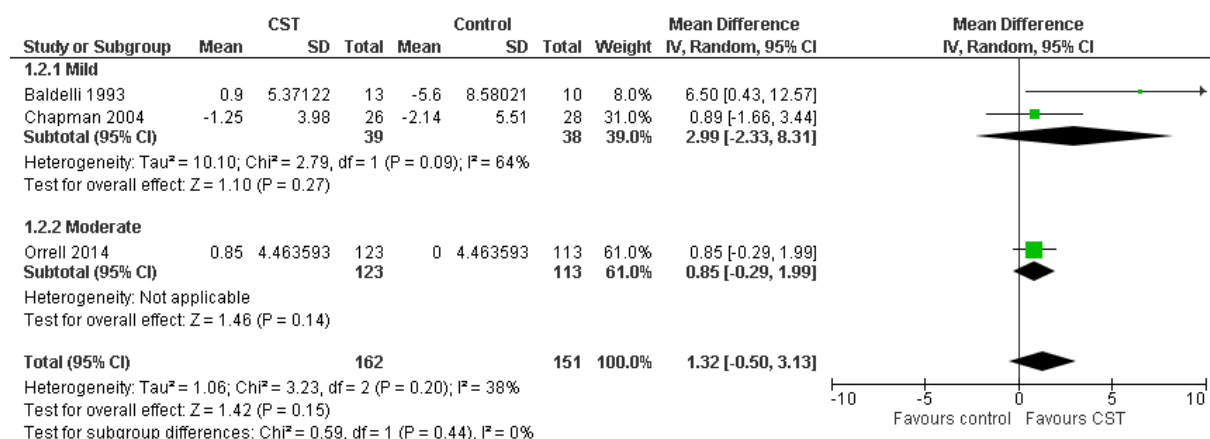 CST Control Mean Difference Mean Difference
Study or Subgroup Mean SD Total Mean SD Total Weight IV, Random, 95% CI IV, Random, 95% CI
1.2.1 Mild
Baldelli 1993 0.9 5.37122 13 -5.6 8.58021 10 8.0% 6.50 [0.43, 12.57]
Chapman 2004 -1.25 3.98 26 -2.14 5.51 28 31.0% 0.89 [-1.66, 3.44]
Subtotal (95% CI) 39 38 39.0% 2.99 [-2.33, 8.31]
Heterogeneity: Tau² = 10.10; Chi² = 2.79, df = 1 (P = 0.09); I² = 64%
Test for overall effect: Z = 1.10 (P = 0.27)
1.2.2 Moderate
Orrell 2014 0.85 4.463593 123 0 4.463593 113 61.0% 0.85 [-0.29, 1.99]
Subtotal (95% CI) 123 113 61.0% 0.85 [-0.29, 1.99]
Heterogeneity: Not applicable
Test for overall effect: Z = 1.46 (P = 0.14)
Total (95% CI) 162 151 100.0% 1.32 [-0.50, 3.13]
Heterogeneity: Tau² = 1.06; Chi² = 3.23, df = 2 (P = 0.20); I² = 38%
Test for overall effect: Z = 1.42 (P = 0.15)
Test for subgroup differences: Chi² = 0.59, df = 1 (P = 0.44), I² = 0%
-10 -5 0 5 10
Favours control Favours CST